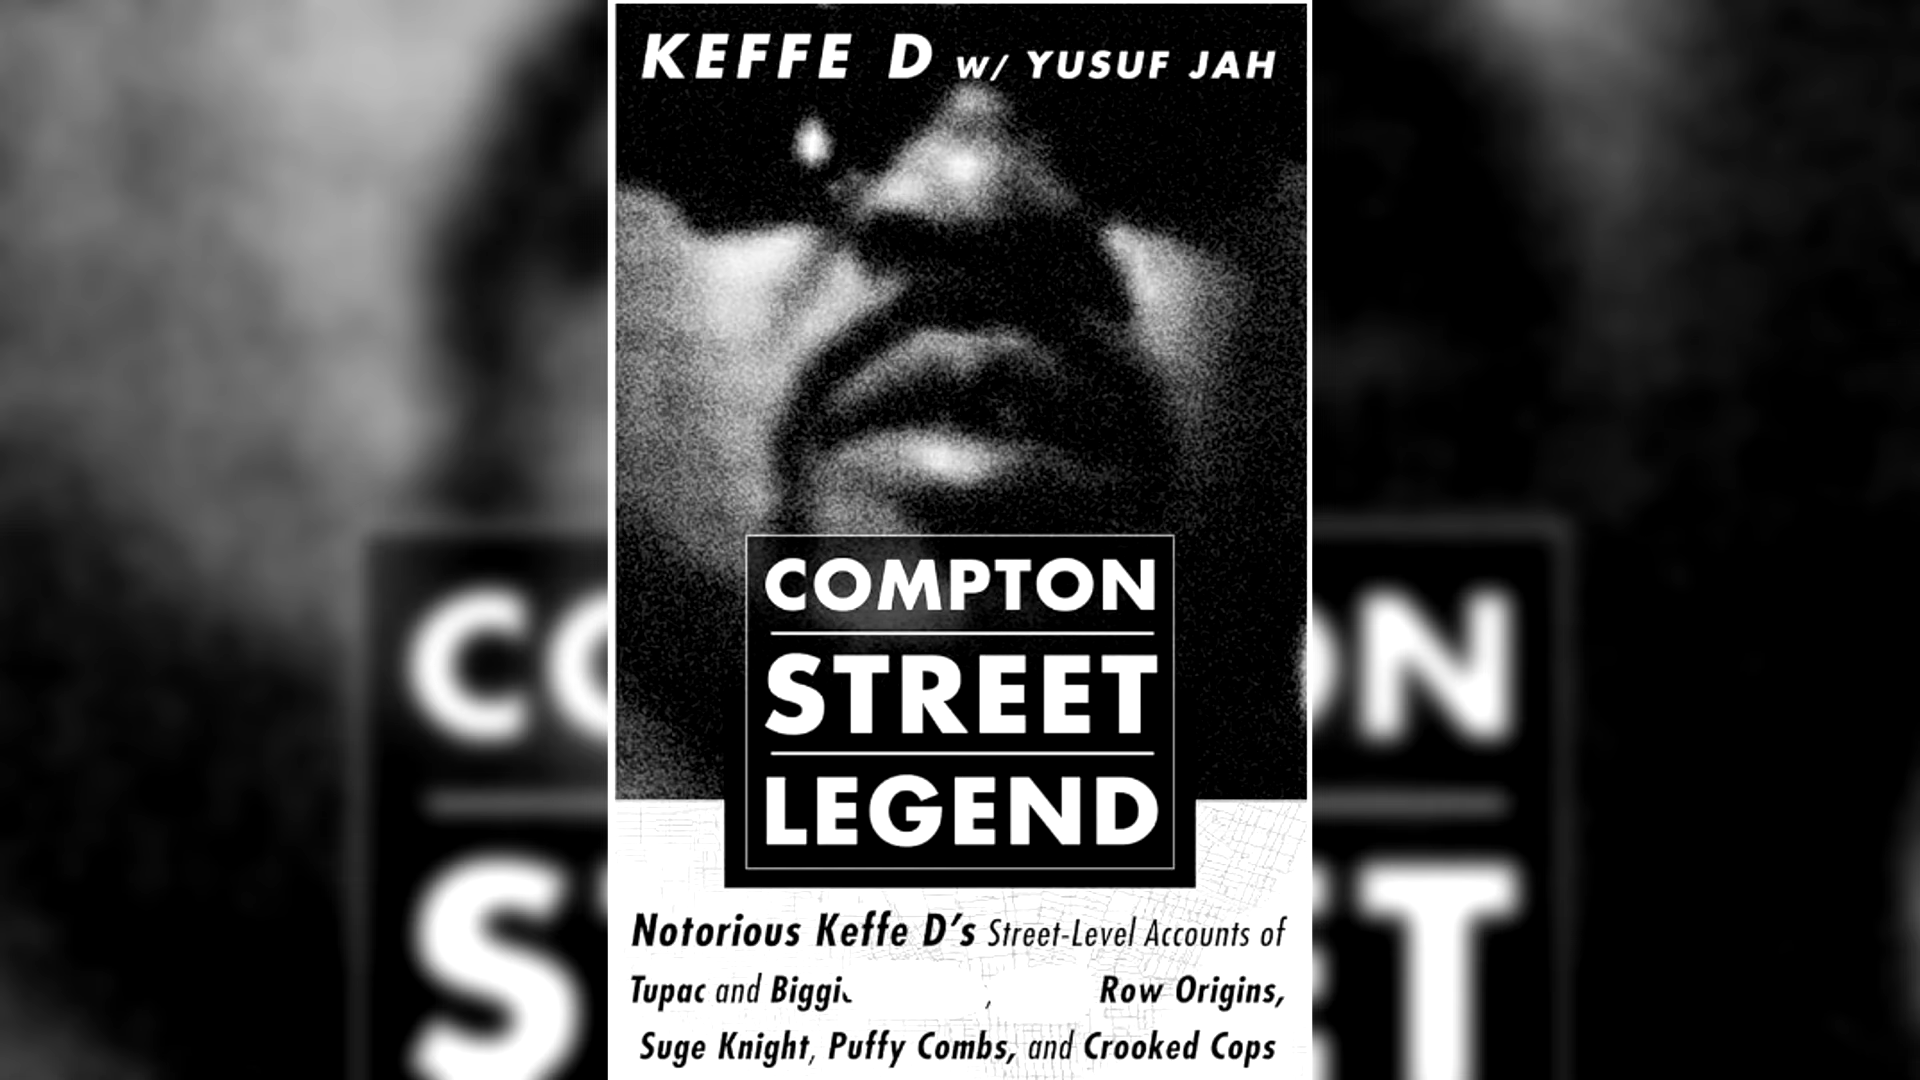 KEFFE D w/ YUSUF JAH
COMPTON
STREET
LEGEND
Notorious Keffe D's Street-Level Accounts of
Tupac and , Row Origins,
Suge Knight, Puffy Combs, and Crooked Cops